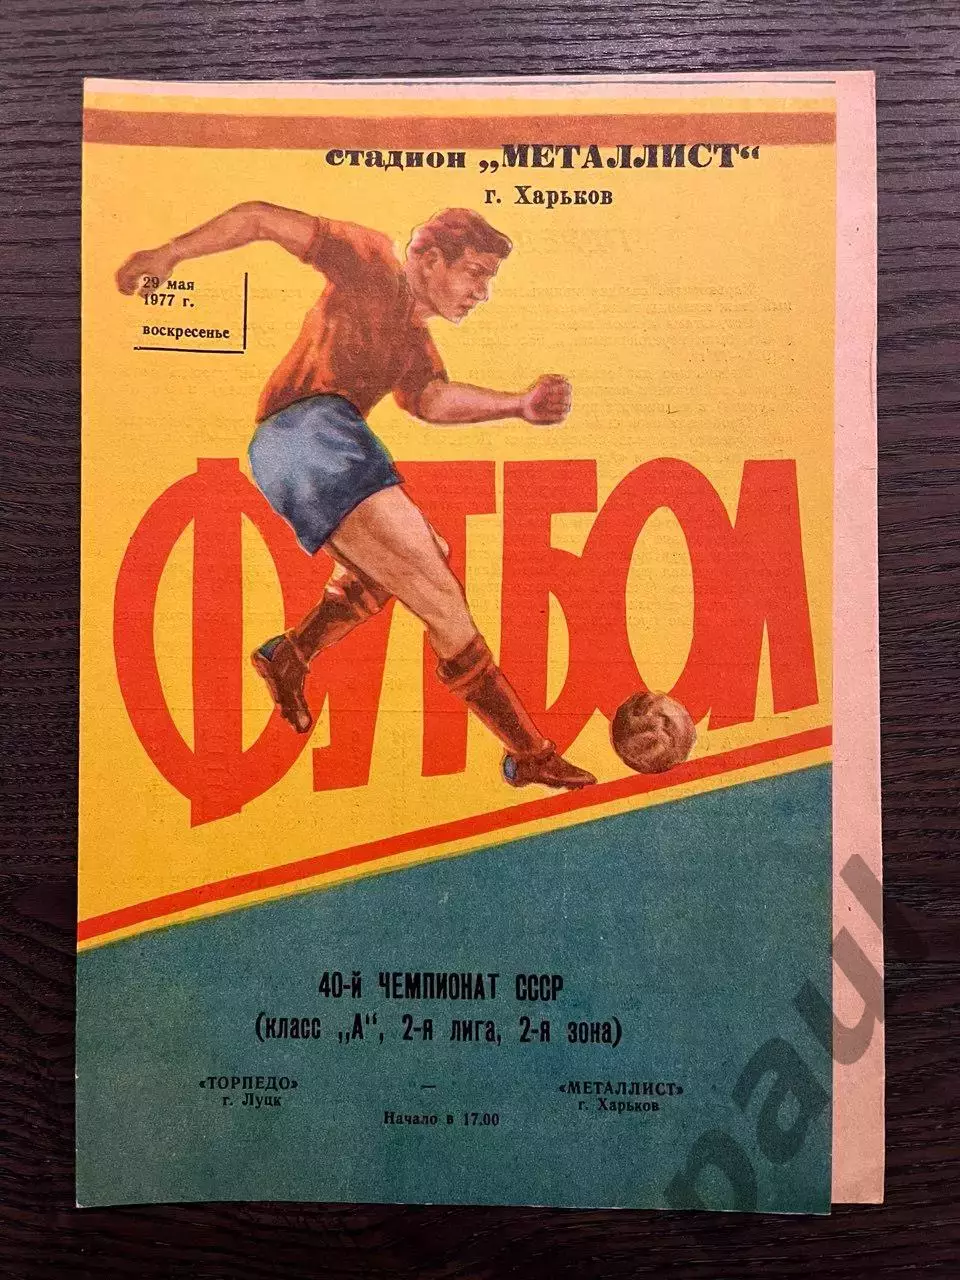 стадион „МЕТАЛЛИСТ“
г. Харьков
29 мая
1977 г.
воскресенье
ФУТБОЛ
40-й ЧЕМПИОНАТ СССР
(класс „А“, 2-я лига, 2-я зона)
«ТОРПЕДО» — «МЕТАЛЛИСТ»
г. Луцк г. Харьков
Начало в 17.00
pauk